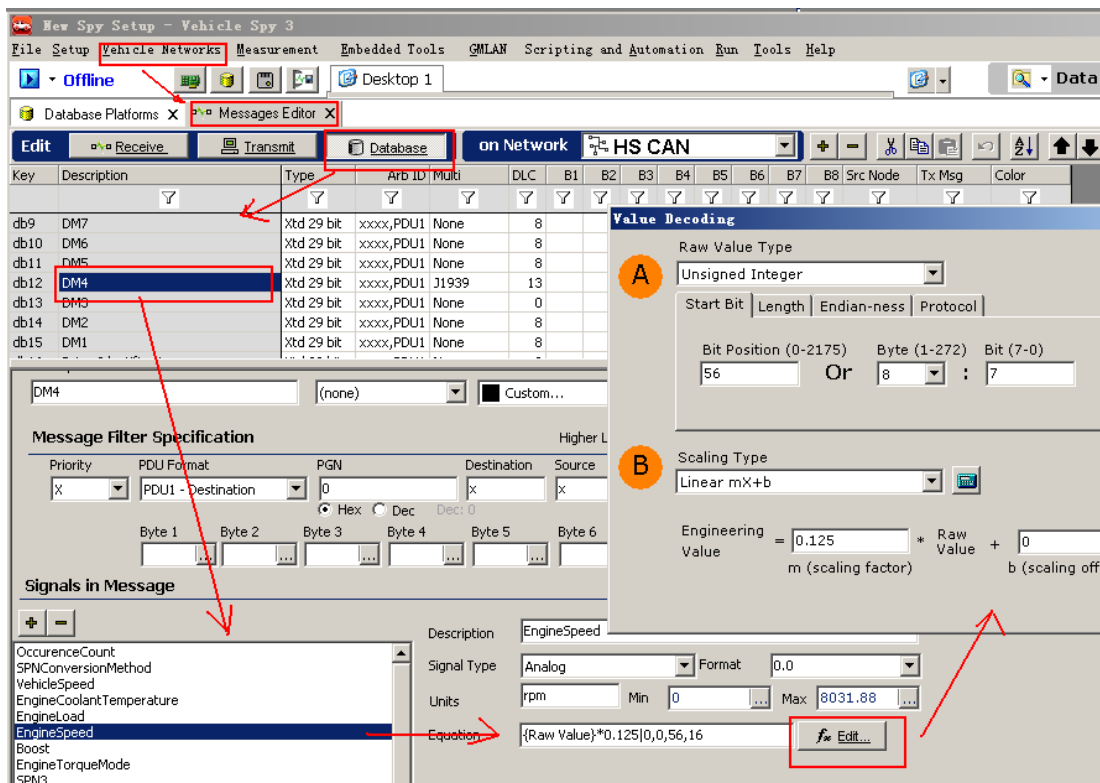 New Spy Setup - Vehicle Spy 3
File Setup Vehicle Networks Measurement Embedded Tools GMLAN Scripting and Automation Run Tools Help
Offline Desktop 1 Data
Database Platforms X Messages Editor X
Edit Receive Transmit Database on Network HS CAN
Key Description Type Arb ID Multi DLC B1 B2 B3 B4 B5 B6 B7 B8 Src Node Tx Msg Color
db9 DM7 Xtd 29 bit xxxx,PDU1 None 8
db10 DM6 Xtd 29 bit xxxx,PDU1 None 8
db11 DM5 Xtd 29 bit xxxx,PDU1 None 8
db12 DM4 Xtd 29 bit xxxx,PDU1 J1939 13
db13 DM3 Xtd 29 bit xxxx,PDU1 None 0
db14 DM2 Xtd 29 bit xxxx,PDU1 None 8
db15 DM1 Xtd 29 bit xxxx,PDU1 None 8
Value Decoding
A
Raw Value Type
Unsigned Integer
Start Bit Length Endian-ness Protocol
Bit Position (0-2175) Byte (1-272) Bit (7-0)
56 Or 8 : 7
B
Scaling Type
Linear mX+b
Engineering Value = 0.125 * Raw Value + 0
m (scaling factor) b (scaling off
DM4 (none) Custom...
Message Filter Specification Higher L
Priority PDU Format PGN Destination Source
X PDU1 - Destination 0 x x
Hex Dec Dec: 0
Byte 1 Byte 2 Byte 3 Byte 4 Byte 5 Byte 6
... ... ... ... ...
Signals in Message
+ -
OccurenceCount
SPNConversionMethod
VehicleSpeed
EngineCoolantTemperature
EngineLoad
EngineSpeed
Boost
EngineTorqueMode
SPN3
Description EngineSpeed
Signal Type Analog Format 0.0
Units rpm Min 0 ... Max 8031.88 ...
Equation {Raw Value}*0.125|0,0,56,16 fx Edit...